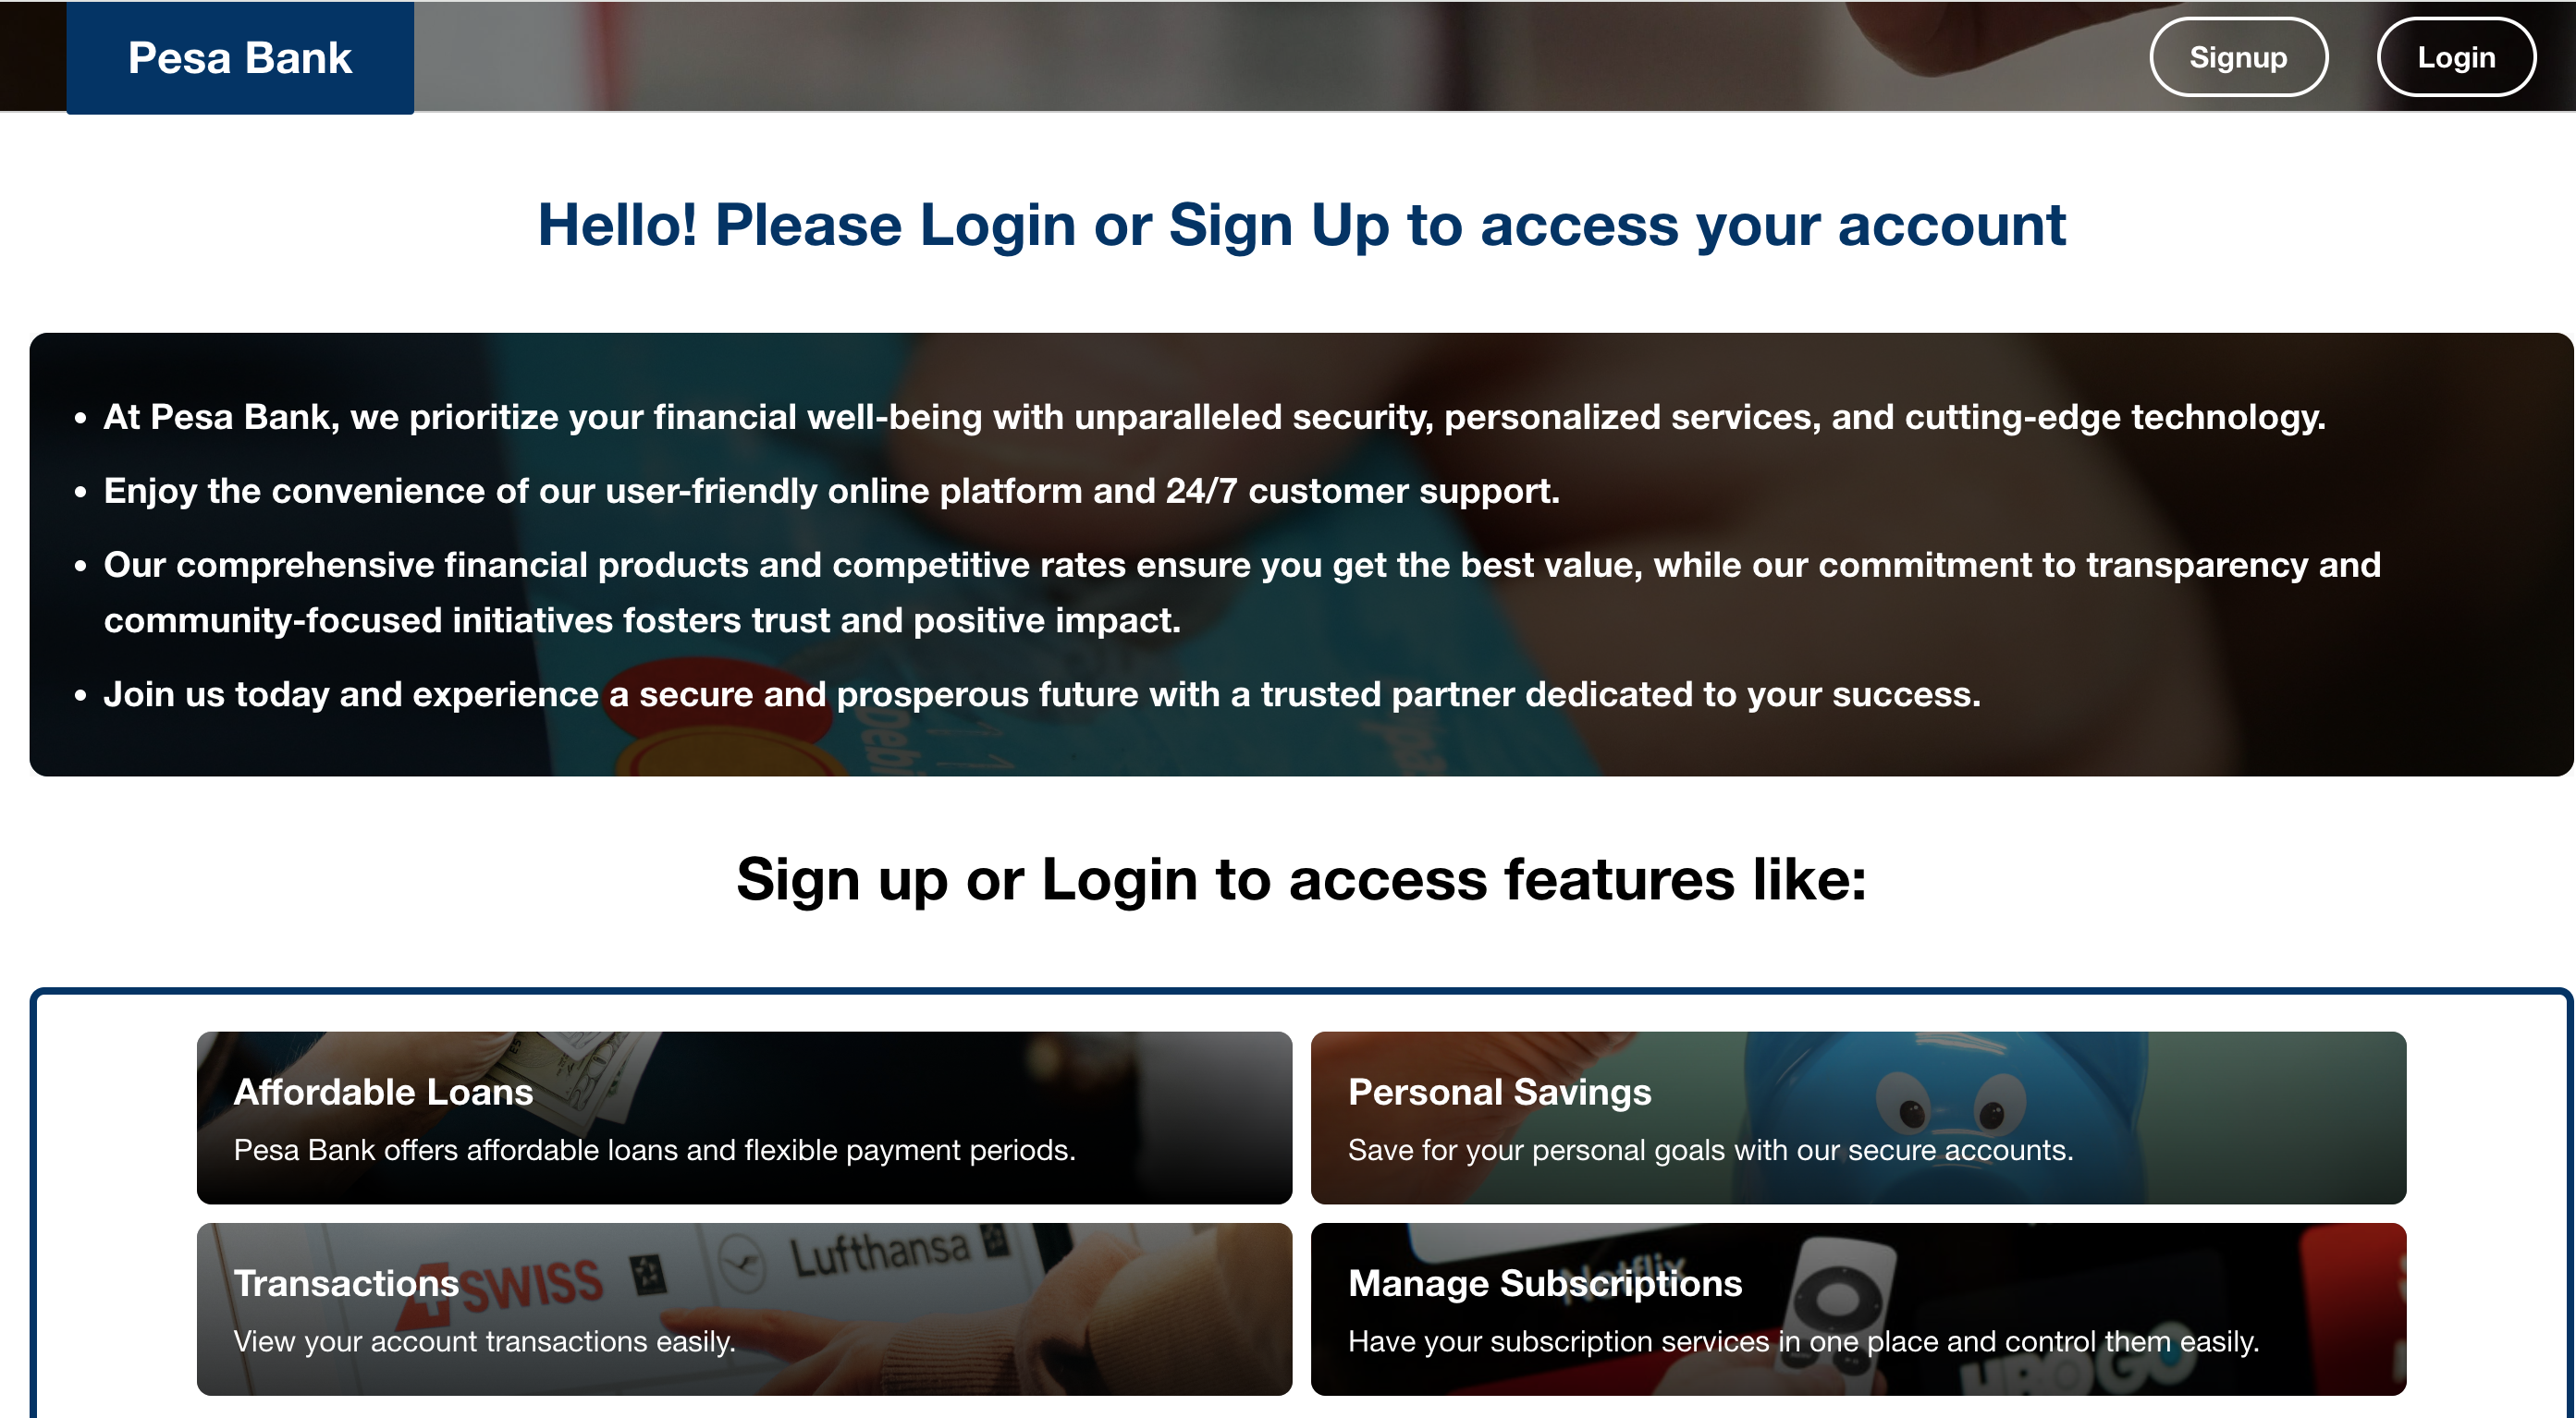 Pesa Bank
Signup
Login
Hello! Please Login or Sign Up to access your account
• At Pesa Bank, we prioritize your financial well-being with unparalleled security, personalized services, and cutting-edge technology.
• Enjoy the convenience of our user-friendly online platform and 24/7 customer support.
• Our comprehensive financial products and competitive rates ensure you get the best value, while our commitment to transparency and
community-focused initiatives fosters trust and positive impact.
• Join us today and experience a secure and prosperous future with a trusted partner dedicated to your success.
Sign up or Login to access features like:
Affordable Loans
Pesa Bank offers affordable loans and flexible payment periods.
Personal Savings
Save for your personal goals with our secure accounts.
SWISS
Lufthansa
Transactions
View your account transactions easily.
Netflix
Manage Subscriptions
Have your subscription services in one place and control them easily.